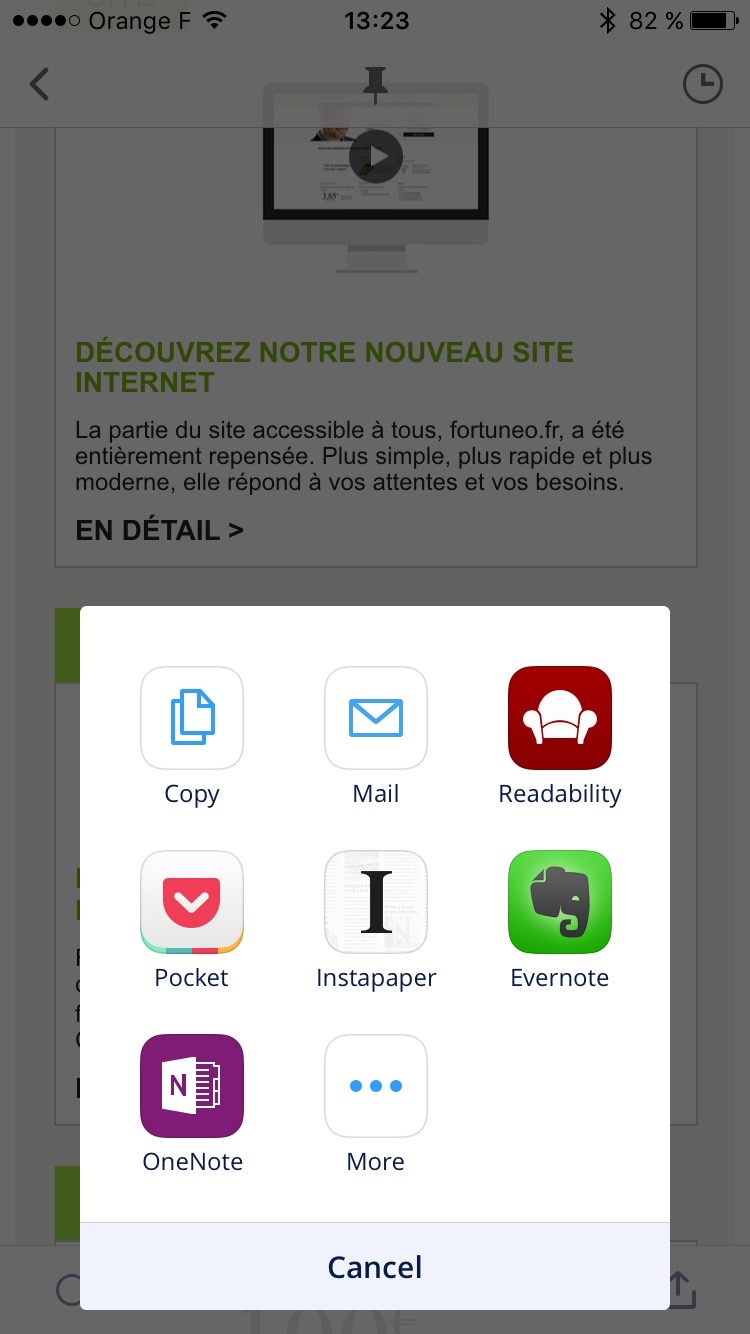 Orange F 13:23 82 %
DÉCOUVREZ NOTRE NOUVEAU SITE
INTERNET
La partie du site accessible à tous, fortuneo.fr, a été
entièrement repensée. Plus simple, plus rapide et plus
moderne, elle répond à vos attentes et vos besoins.
EN DÉTAIL >
Copy Mail Readability
Pocket Instapaper Evernote
OneNote More
Cancel